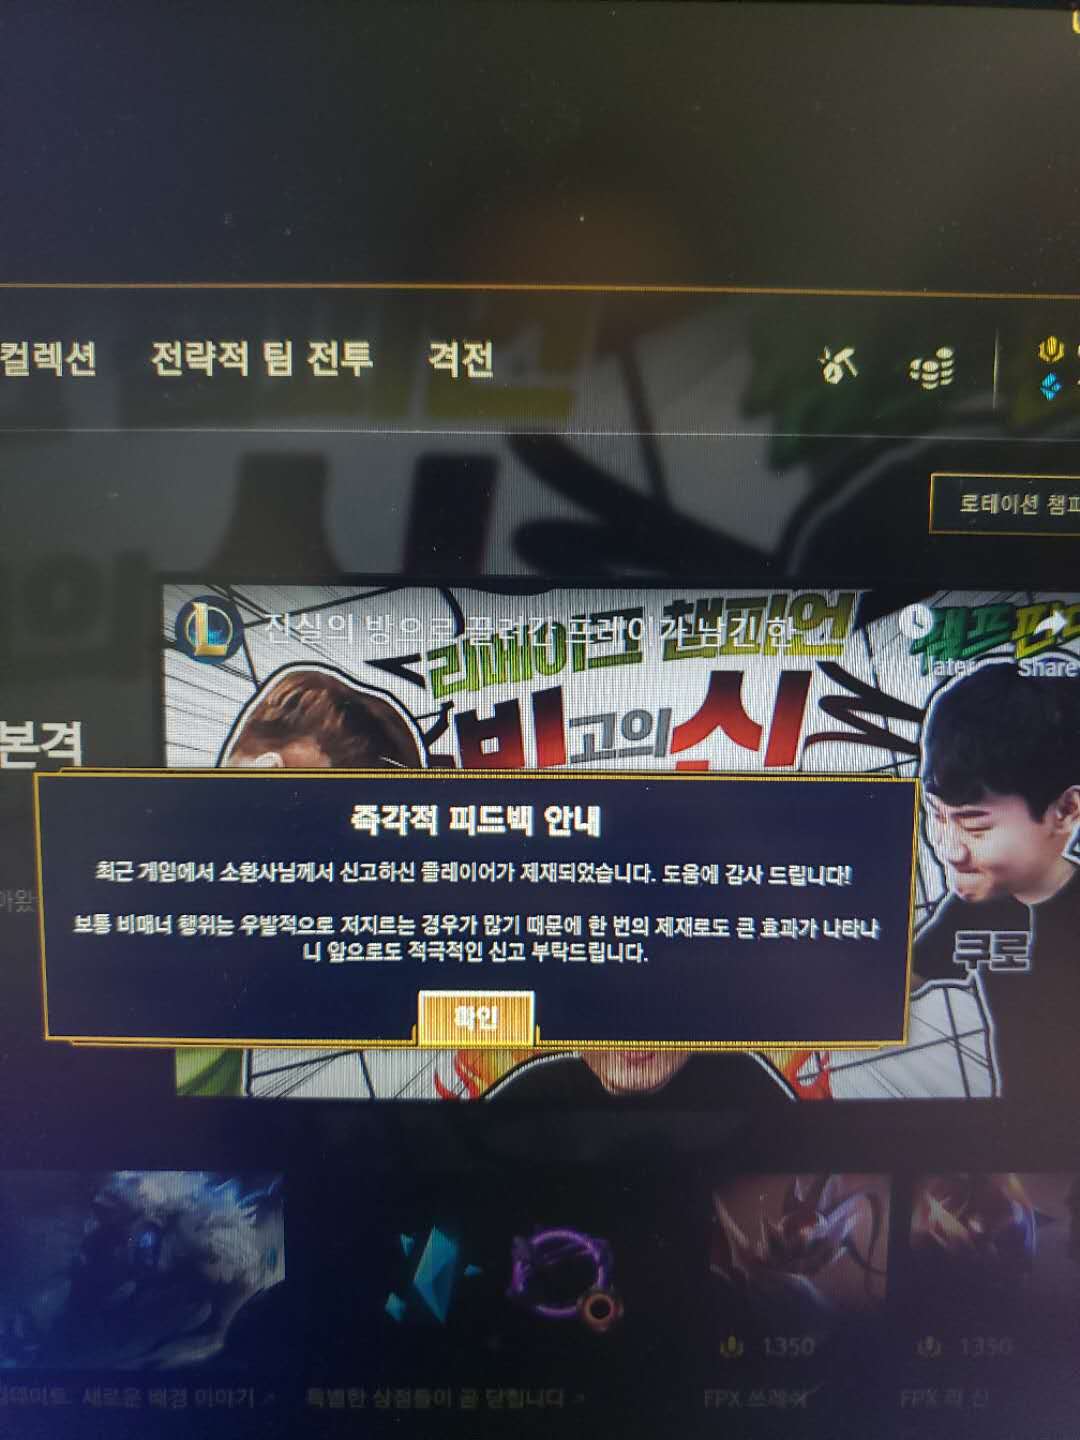 컬렉션 전략적 팀 전투 격전
로테이션 챔피
진실의 방으로 끌려간 프레이가 남긴 한 ...
later Share
리메이크 챔피언
비고의 신
본격
즉각적 피드백 안내
최근 게임에서 소환사님께서 신고하신 플레이어가 제재되었습니다. 도움에 감사 드립니다!
보통 비매너 행위는 우발적으로 저지르는 경우가 많기 때문에 한 번의 제재로도 큰 효과가 나타나
니 앞으로도 적극적인 신고 부탁드립니다.
확인
쿠로
1350 1350
새로운 배경 이야기 특별한 상점들이 곧 닫힙니다 FPX 쓰레쉬 FPX 리 신